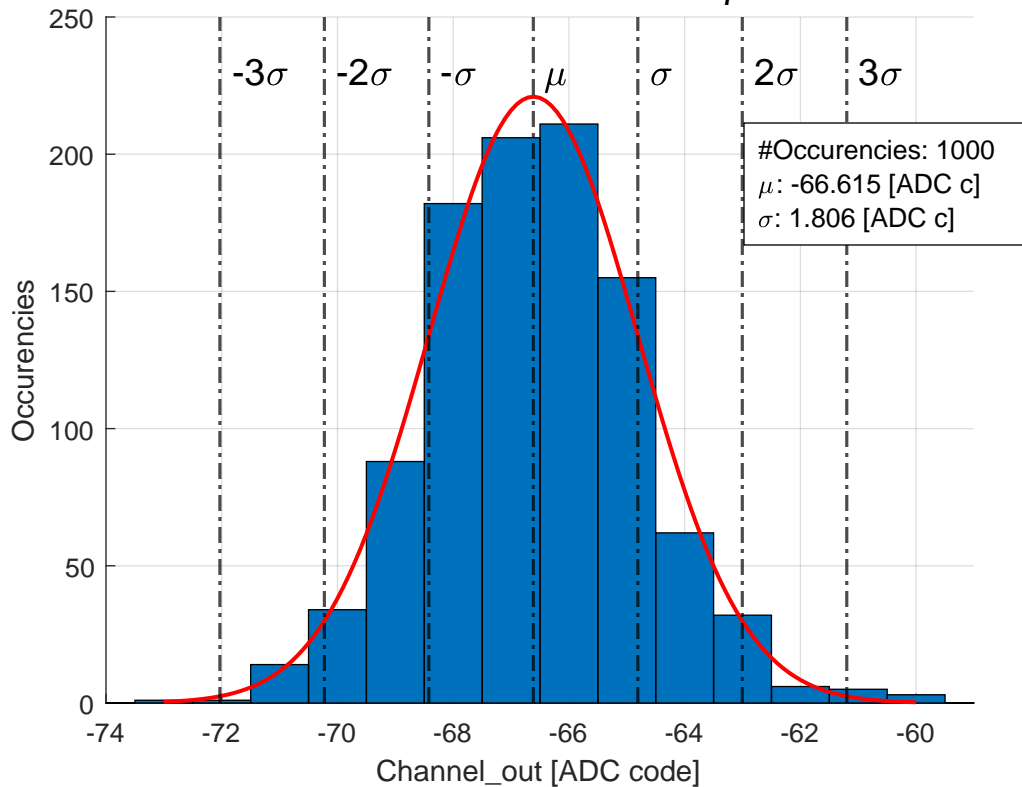 250
-3σ
-2σ
-σ
μ
σ
2σ
3σ
200
#Occurencies: 1000
μ: -66.615 [ADC c]
σ: 1.806 [ADC c]
150
Occurencies
100
50
0
-74
-72
-70
-68
-66
-64
-62
-60
Channel_out [ADC code]